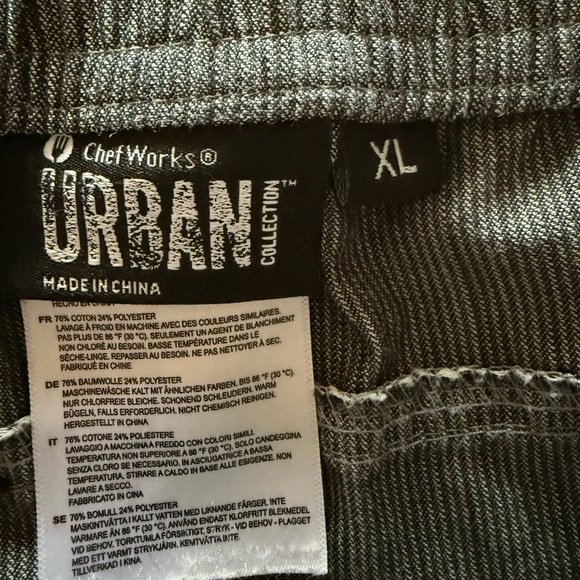 ChefWorks®
URBAN
COLLECTION™
XL
MADE IN CHINA
HECHO EN CHINA
FR 76% COTON 24% POLYESTER
LAVAGE À FROID EN MACHINE AVEC DES COULEURS SIMILAIRES.
PAS PLUS DE 86 °F (30 °C). SEULEMENT UN AGENT DE BLANCHIMENT
NON CHLORÉ AU BESOIN. BASSE TEMPÉRATURE DANS LE
SÈCHE-LINGE. REPASSER AU BESOIN. NE PAS NETTOYER À SEC.
FABRIQUÉ EN CHINE
DE 76% BAUMWOLLE 24% POLYESTER
MASCHINEWÄSCHE KALT MIT ÄHNLICHEN FARBEN. BIS 86 °F (30 °C).
NUR CHLORFREIE BLEICHE. SCHONEND SCHLEUDERN. WARM
BÜGELN, FALLS ERFORDERLICH. NICHT CHEMISCH REINIGEN.
HERGESTELLT IN CHINA
IT 76% COTONE 24% POLIESTERE
LAVAGGIO A MACCHINA A FREDDO CON COLORI SIMILI.
TEMPERATURA NON SUPERIORE A 86 °F (30 °C). SOLO CANDEGGINA
SENZA CLORO SE NECESSARIO. IN ASCIUGATRICE A BASSA
TEMPERATURA. STIRARE A CALDO IN BASE ALLE ESIGENZE. NON
LAVARE A SECCO.
FABBRICATO IN CINA
SE 76% BOMULL 24% POLYESTER
MASKINTVÄTTA I KALLT VATTEN MED LIKNANDE FÄRGER. INTE
VARMARE ÄN 86 °F (30 °C). ANVÄND ENDAST KLORFRITT BLEKMEDEL
VID BEHOV. TORKTUMLA FÖRSIKTIGT. STRYK - VID BEHOV - PLAGGET
MED ETT VARMT STRYKJÄRN. KEMTVÄTTA INTE.
TILLVERKAD I KINA